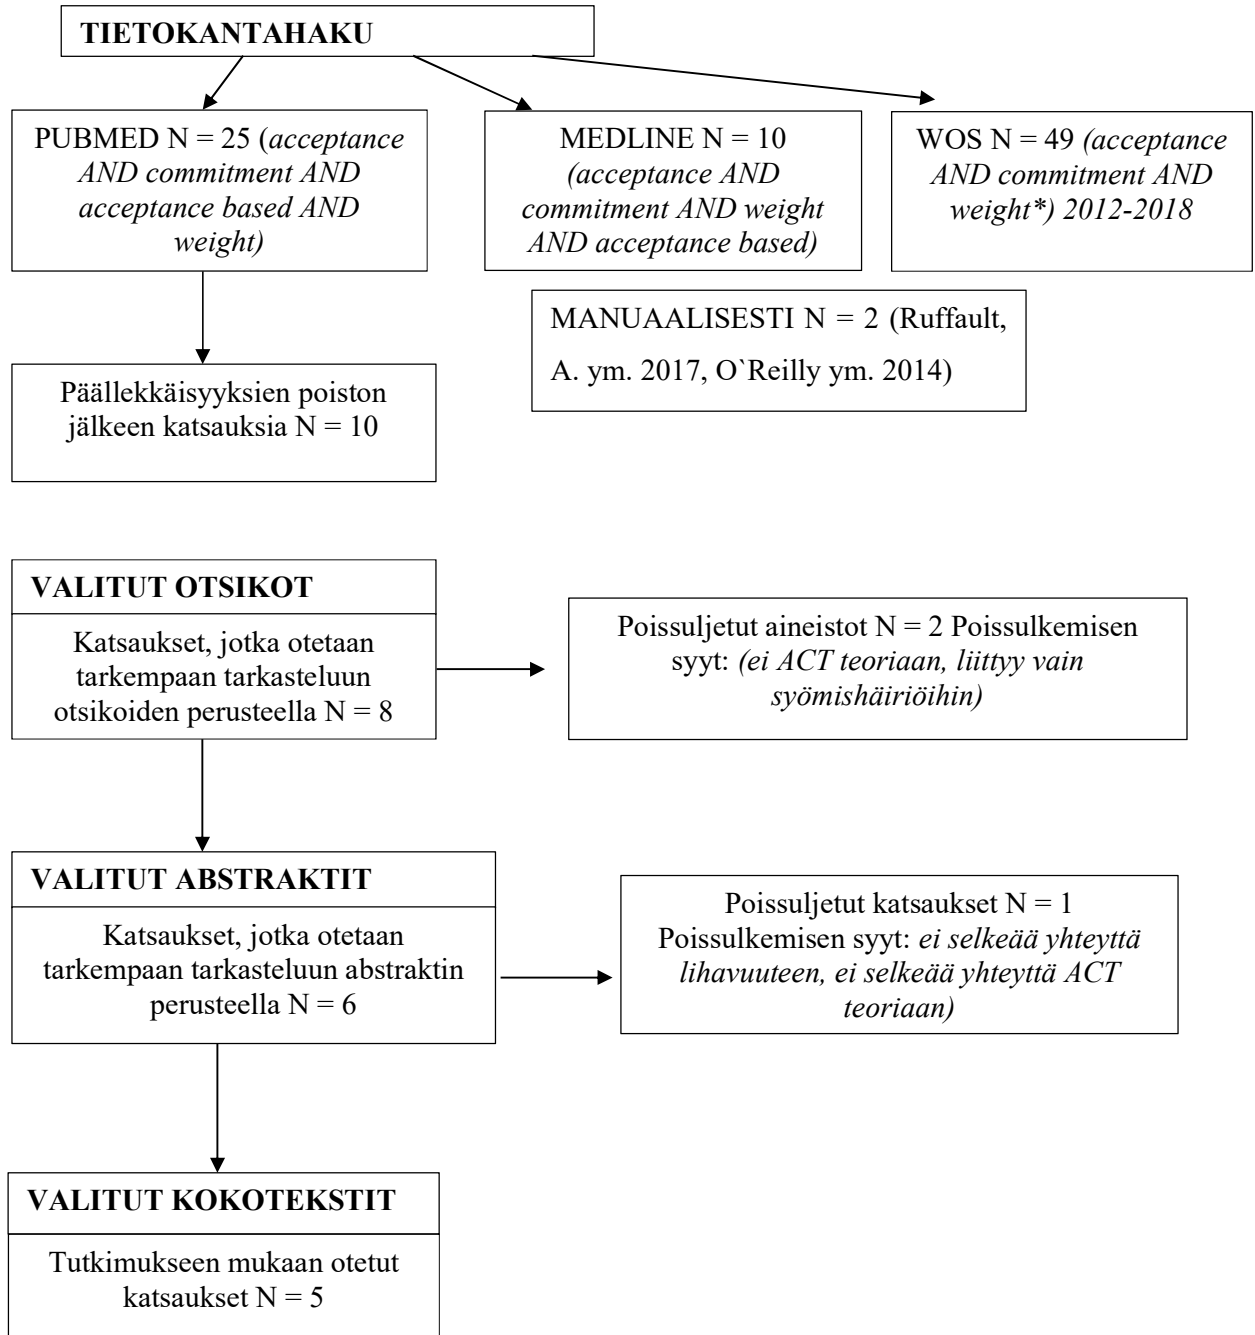 TIETOKANTAHAKU
PUBMED N = 25 (acceptance
AND commitment AND
acceptance based AND
weight)
MEDLINE N = 10
(acceptance AND
commitment AND weight
AND acceptance based)
WOS N = 49 (acceptance
AND commitment AND
weight*) 2012-2018
MANUAALISESTI N = 2 (Ruffault,
A. ym. 2017, O`Reilly ym. 2014)
Päällekkäisyyksien poiston
jälkeen katsauksia N = 10
VALITUT OTSIKOT
Katsaukset, jotka otetaan
tarkempaan tarkasteluun
otsikoiden perusteella N = 8
Poissuljetut aineistot N = 2 Poissulkemisen
syyt: (ei ACT teoriaan, liittyy vain
syömishäiriöihin)
VALITUT ABSTRAKTIT
Katsaukset, jotka otetaan
tarkempaan tarkasteluun abstraktin
perusteella N = 6
Poissuljetut katsaukset N = 1
Poissulkemisen syyt: ei selkeää yhteyttä
lihavuuteen, ei selkeää yhteyttä ACT
teoriaan)
VALITUT KOKOTEKSTIT
Tutkimukseen mukaan otetut
katsaukset N = 5